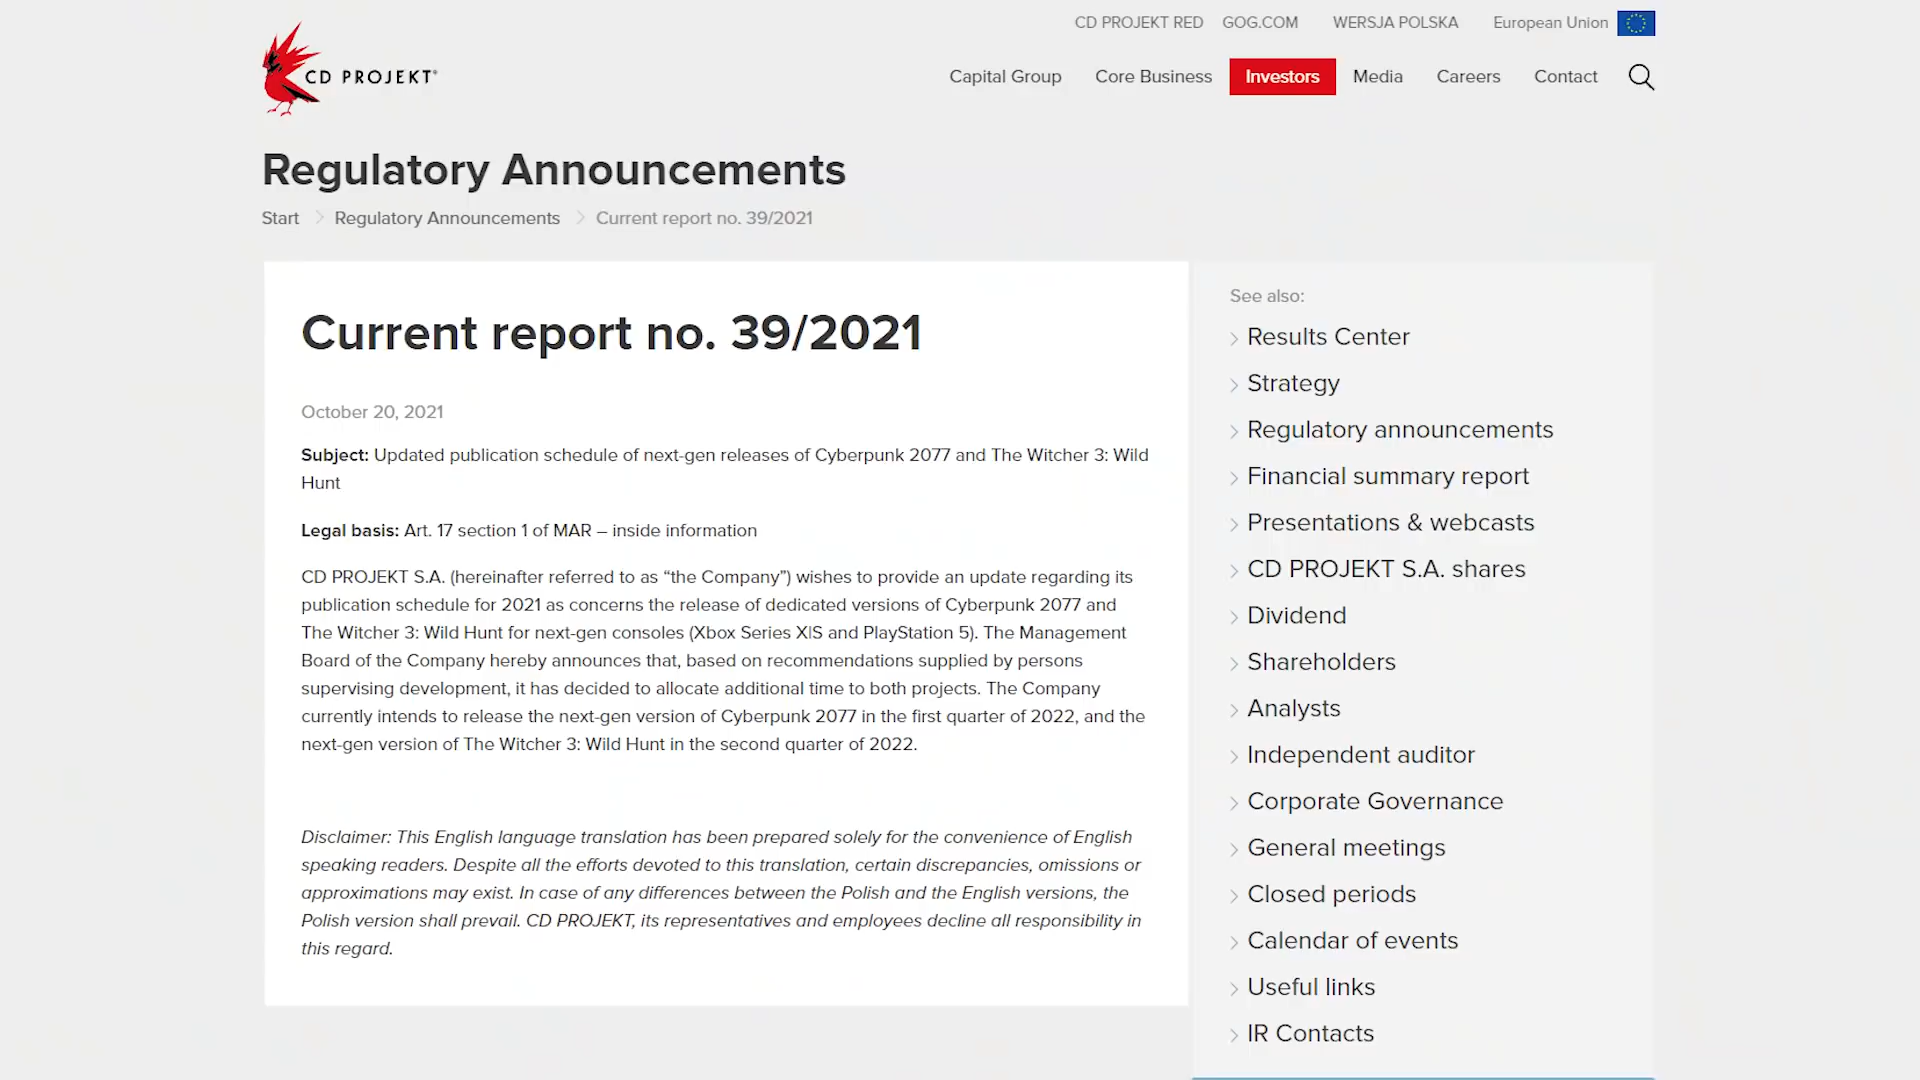 CD PROJEKT RED GOG.COM WERSJA POLSKA European Union
CD PROJEKT®
Capital Group Core Business Investors Media Careers Contact
Regulatory Announcements
Start Regulatory Announcements Current report no. 39/2021
Current report no. 39/2021
October 20, 2021
Subject: Updated publication schedule of next-gen releases of Cyberpunk 2077 and The Witcher 3: Wild
Hunt
Legal basis: Art. 17 section 1 of MAR – inside information
CD PROJEKT S.A. (hereinafter referred to as “the Company”) wishes to provide an update regarding its
publication schedule for 2021 as concerns the release of dedicated versions of Cyberpunk 2077 and
The Witcher 3: Wild Hunt for next-gen consoles (Xbox Series X|S and PlayStation 5). The Management
Board of the Company hereby announces that, based on recommendations supplied by persons
supervising development, it has decided to allocate additional time to both projects. The Company
currently intends to release the next-gen version of Cyberpunk 2077 in the first quarter of 2022, and the
next-gen version of The Witcher 3: Wild Hunt in the second quarter of 2022.
Disclaimer: This English language translation has been prepared solely for the convenience of English
speaking readers. Despite all the efforts devoted to this translation, certain discrepancies, omissions or
approximations may exist. In case of any differences between the Polish and the English versions, the
Polish version shall prevail. CD PROJEKT, its representatives and employees decline all responsibility in
this regard.
See also:
Results Center
Strategy
Regulatory announcements
Financial summary report
Presentations & webcasts
CD PROJEKT S.A. shares
Dividend
Shareholders
Analysts
Independent auditor
Corporate Governance
General meetings
Closed periods
Calendar of events
Useful links
IR Contacts